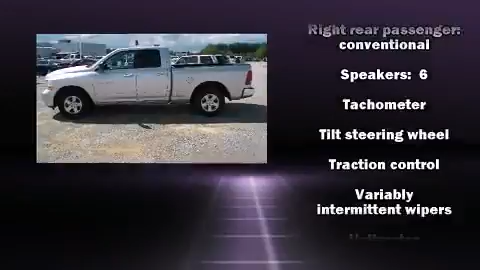 Right rear passenger:
conventional
Speakers: 6
Tachometer
Tilt steering wheel
Traction control
Variably
intermittent wipers